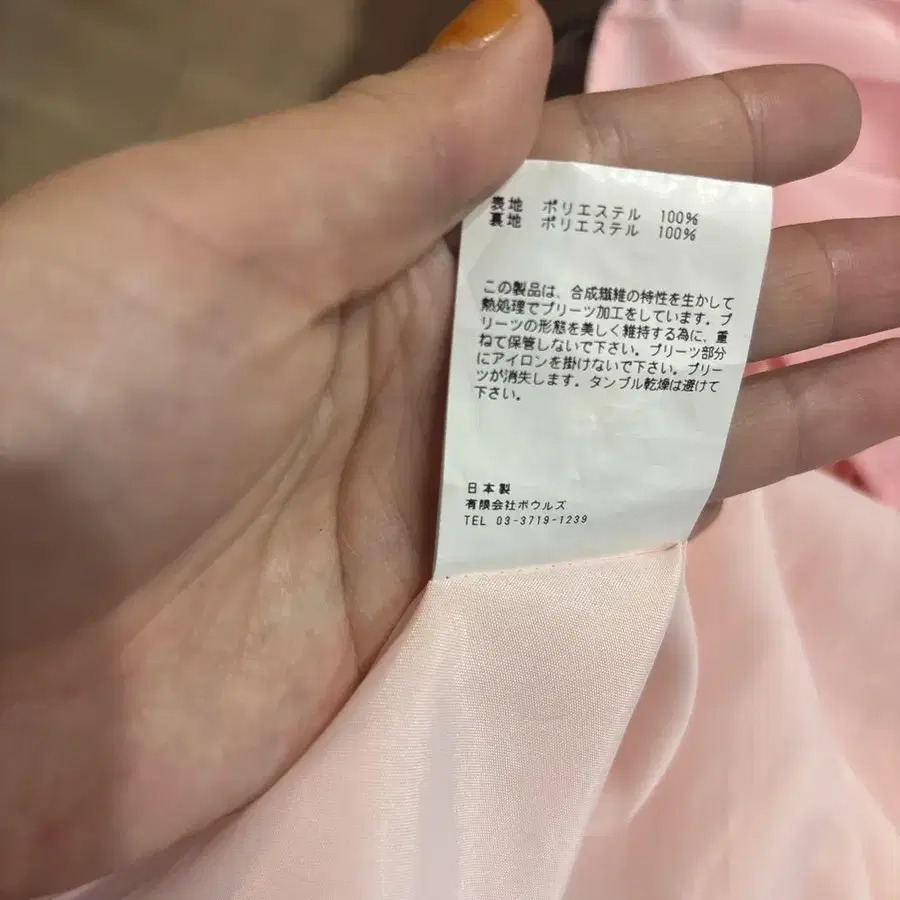 表地 ポリエステル 100%
裏地 ポリエステル 100%
この製品は、合成繊維の特性を生かして
熱処理でプリーツ加工をしています。プ
リーツの形態を美しく維持する為に、重
ねて保管しないで下さい。プリーツ部分
にアイロンを掛けないで下さい。プリー
ツが消失します。タンブル乾燥は避けて
下さい。
日本製
有限会社ボウルズ
TEL 03-3719-1239